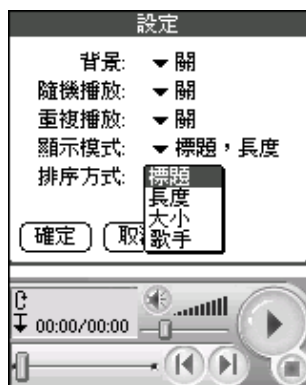 設定
背景: 關
隨機播放: 關
重複播放: 關
顯示模式: 標題，長度
排序方式: 標題
長度
大小
歌手
確定
00:00/00:00